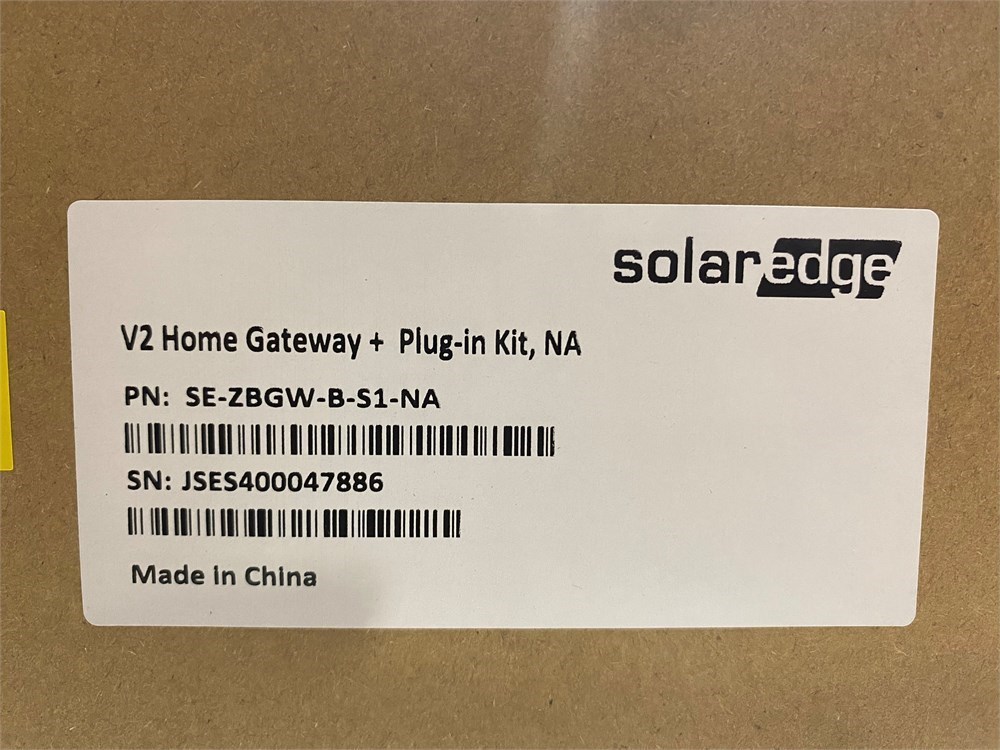 solaredge
V2 Home Gateway + Plug-in Kit, NA
PN: SE-ZBGW-B-S1-NA
SN: JSES400047886
Made in China